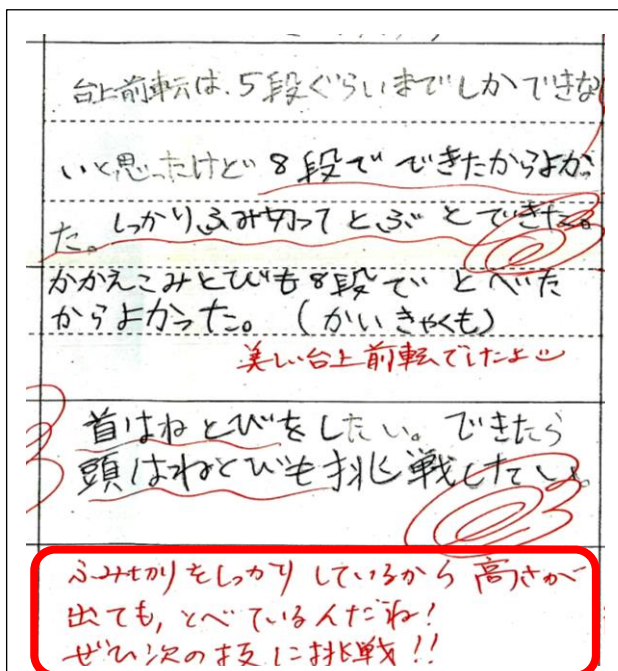 台上前転は、5段ぐらいまでしかできな
いと思ったけど8段でできたからよかっ
た。しっかりふみ切ってとぶとできた。
かかえこみとびも8段でとべた
からよかった。(かいきゃくも)
美しい台上前転でしたよ
首はねとびをしたい。できたら
頭はねとびも挑戦したい。
ふみ切りをしっかりしているから高さが
出ても、とべているんだね!
ぜひ次の技に挑戦!!